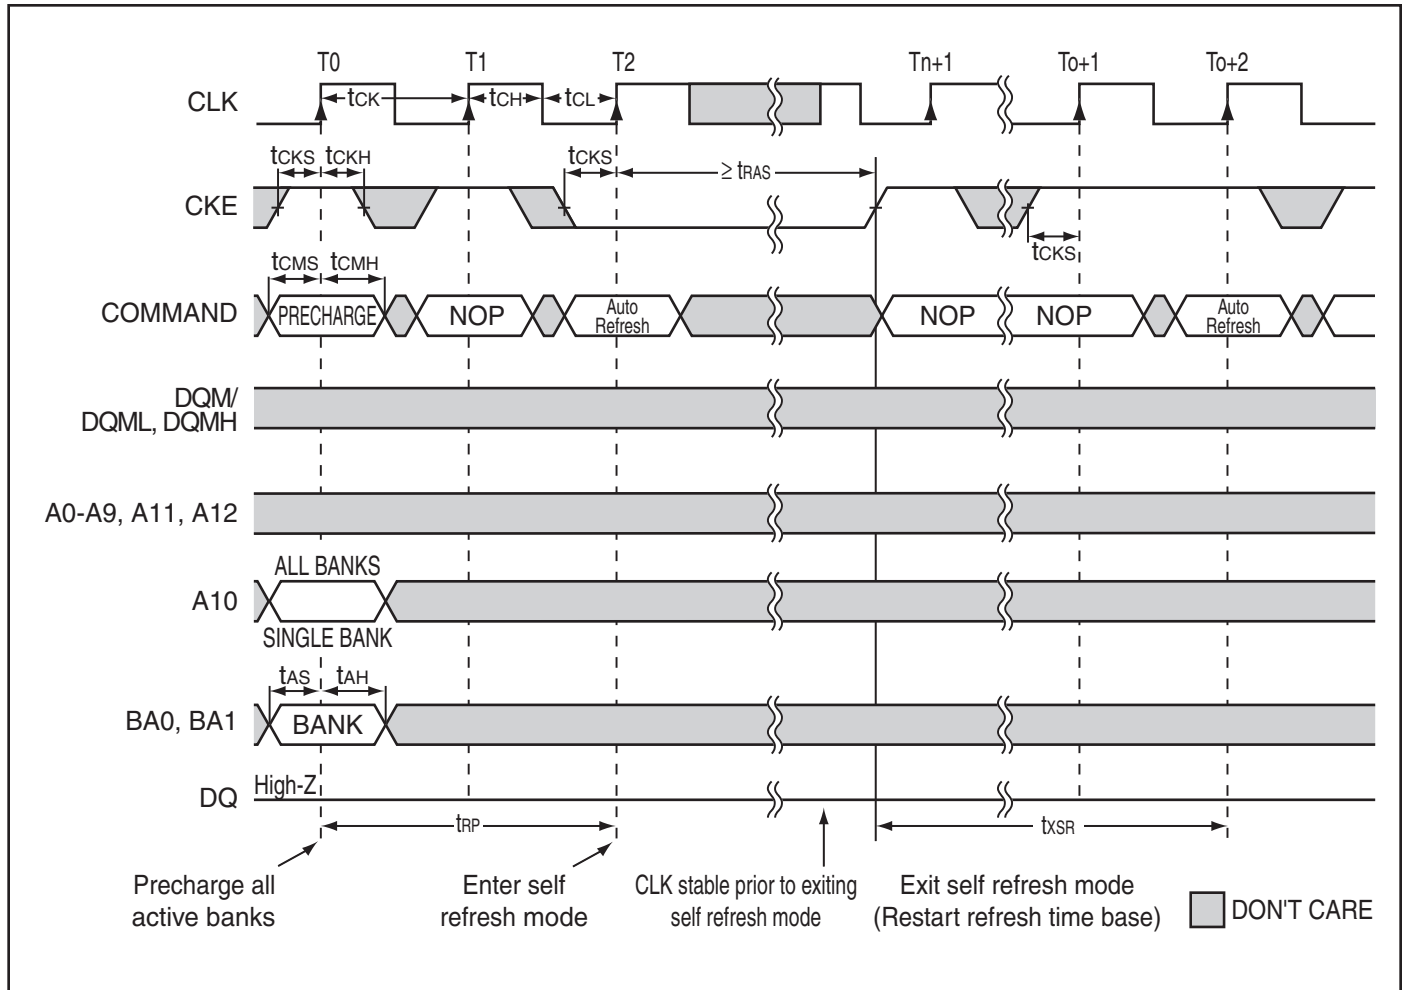 T0 T1 T2 Tn+1 To+1 To+2
CLK tCK tCH tCL
tCKS tCKH tCKS ≥ tRAS
CKE
tCKS
tCMS tCMH
COMMAND PRECHARGE NOP Auto Refresh NOP NOP Auto Refresh
DQM/
DQML, DQMH
A0-A9, A11, A12
ALL BANKS
A10
SINGLE BANK
tAS tAH
BA0, BA1 BANK
DQ High-Z
tRP tXSR
Precharge all
active banks
Enter self
refresh mode
CLK stable prior to exiting
self refresh mode
Exit self refresh mode
(Restart refresh time base)
DON'T CARE